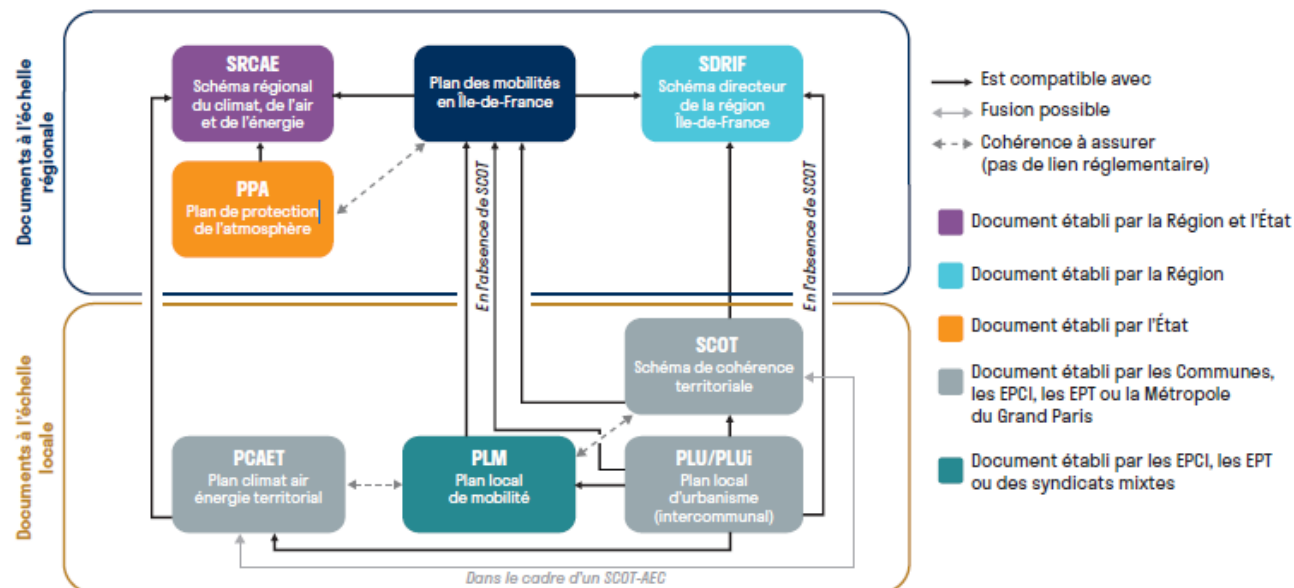 Documents à l'échelle
régionale
SRCAE
Schéma régional
du climat, de l'air
et de l'énergie
Plan des mobilités
en Île-de-France
SDRIF
Schéma directeur
de la région
Île-de-France
PPA
Plan de protection
de l'atmosphère
En l'absence de SCOT
En l'absence de SCOT
Documents à l'échelle
locale
SCOT
Schéma de cohérence
territoriale
PCAET
Plan climat air
énergie territorial
PLM
Plan local
de mobilité
PLU/PLUi
Plan local
d'urbanisme
(intercommunal)
Dans le cadre d'un SCOT-AEC
Est compatible avec
Fusion possible
Cohérence à assurer
(pas de lien réglementaire)
Document établi par la Région et l'État
Document établi par la Région
Document établi par l'État
Document établi par les Communes,
les EPCI, les EPT ou la Métropole
du Grand Paris
Document établi par les EPCI, les EPT
ou des syndicats mixtes